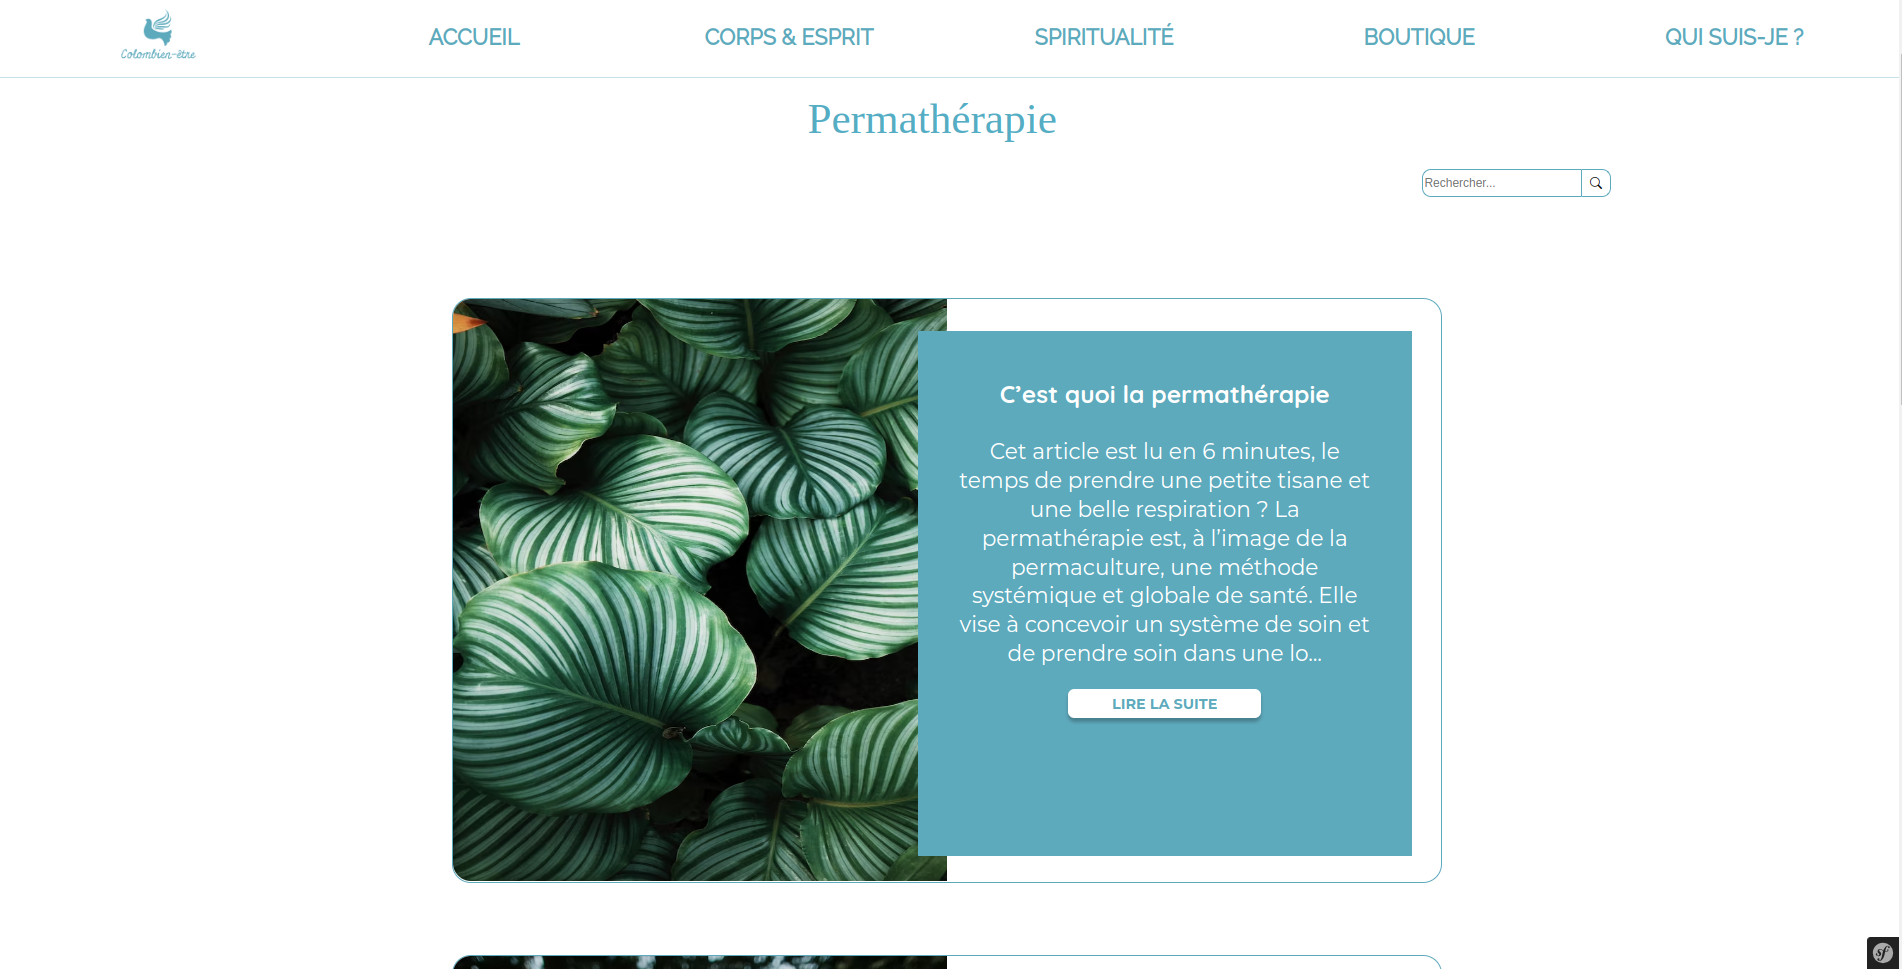 Colombien-être
ACCUEIL
CORPS & ESPRIT
SPIRITUALITÉ
BOUTIQUE
QUI SUIS-JE ?
Permathérapie
Rechercher...
C’est quoi la permathérapie
Cet article est lu en 6 minutes, le
temps de prendre une petite tisane et
une belle respiration ? La
permathérapie est, à l’image de la
permaculture, une méthode
systémique et globale de santé. Elle
vise à concevoir un système de soin et
de prendre soin dans une lo...
LIRE LA SUITE
sf